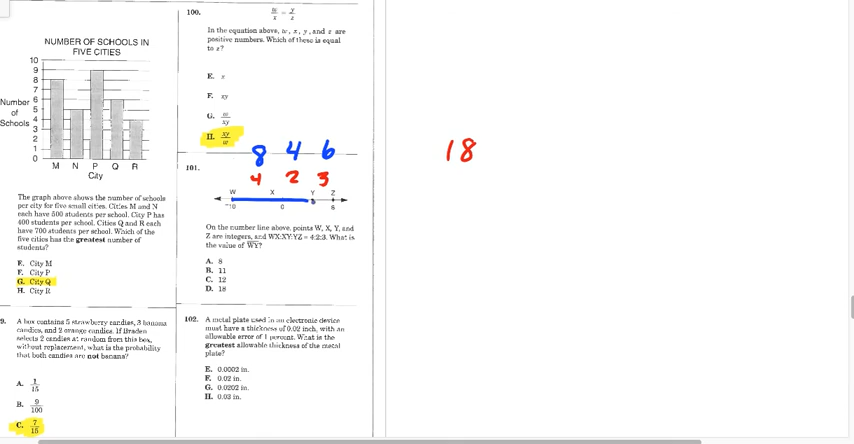 NUMBER OF SCHOOLS IN
FIVE CITIES
10
9
8
7
Number 6
of 5
4
Schools 3
2
1
0
M N P Q R
City
The graph above shows the number of schools
per city for five small cities. Cities M and N
each have 500 students per school. City P has
400 students per school. Cities Q and R each
have 700 students per school. Which of the
five cities has the greatest number of
students?
E. City M
F. City P
G. City Q
H. City R
9. A box contains 5 strawberry candies, 3 banana
candies, and 2 orange candies. If Braden
selects 2 candies at random from this box,
without replacement, what is the probability
that both candies are not banana?
A. 1/15
B. 9/100
C. 7/15
100. w/x = y/z
In the equation above, w, x, y, and z are
positive numbers. Which of these is equal
to z?
E. x
F. xy
G. w/xy
H. xy/w
8 4 6
101. 4 2 3
W X Y Z
-10 0 6
On the number line above, points W, X, Y, and
Z are integers, and WX:XY:YZ = 4:2:3. What is
the value of WY?
A. 8
B. 11
C. 12
D. 18
102. A metal plate used in an electronic device
must have a thickness of 0.02 inch, with an
allowable error of 1 percent. What is the
greatest allowable thickness of the metal
plate?
E. 0.0002 in.
F. 0.02 in.
G. 0.0202 in.
H. 0.03 in.
18